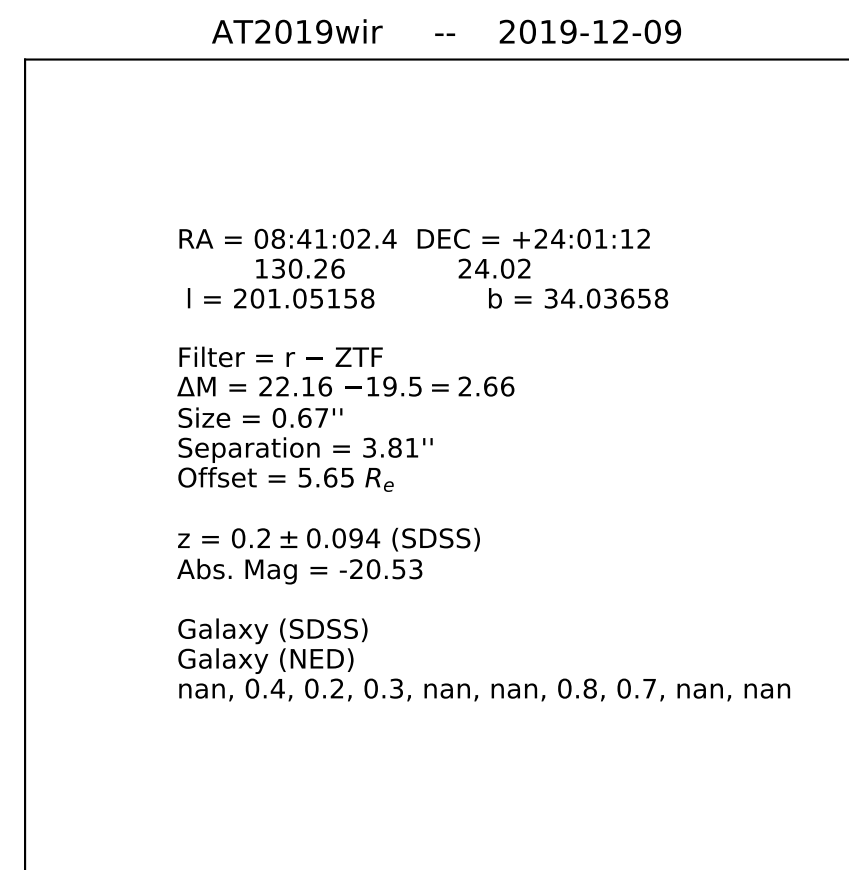 AT2019wir -- 2019-12-09
RA = 08:41:02.4 DEC = +24:01:12
130.26 24.02
l = 201.05158 b = 34.03658
Filter = r − ZTF
ΔM = 22.16 −19.5 = 2.66
Size = 0.67''
Separation = 3.81''
Offset = 5.65 Re
z = 0.2 ± 0.094 (SDSS)
Abs. Mag = -20.53
Galaxy (SDSS)
Galaxy (NED)
nan, 0.4, 0.2, 0.3, nan, nan, 0.8, 0.7, nan, nan